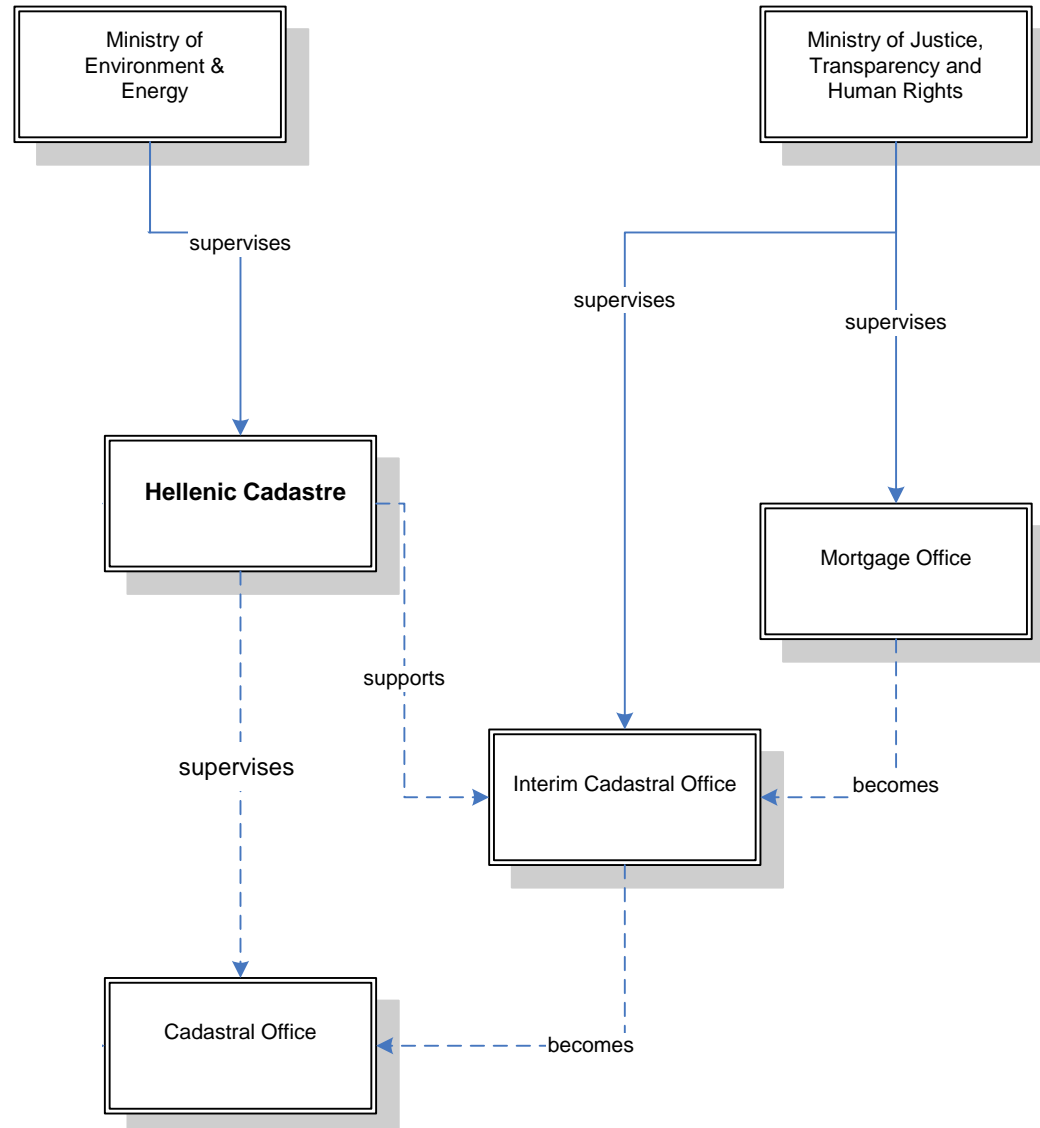 Ministry of
Environment &
Energy
Ministry of Justice,
Transparency and
Human Rights
supervises
supervises
supervises
Hellenic Cadastre
Mortgage Office
supports
supervises
Interim Cadastral Office
becomes
Cadastral Office
becomes